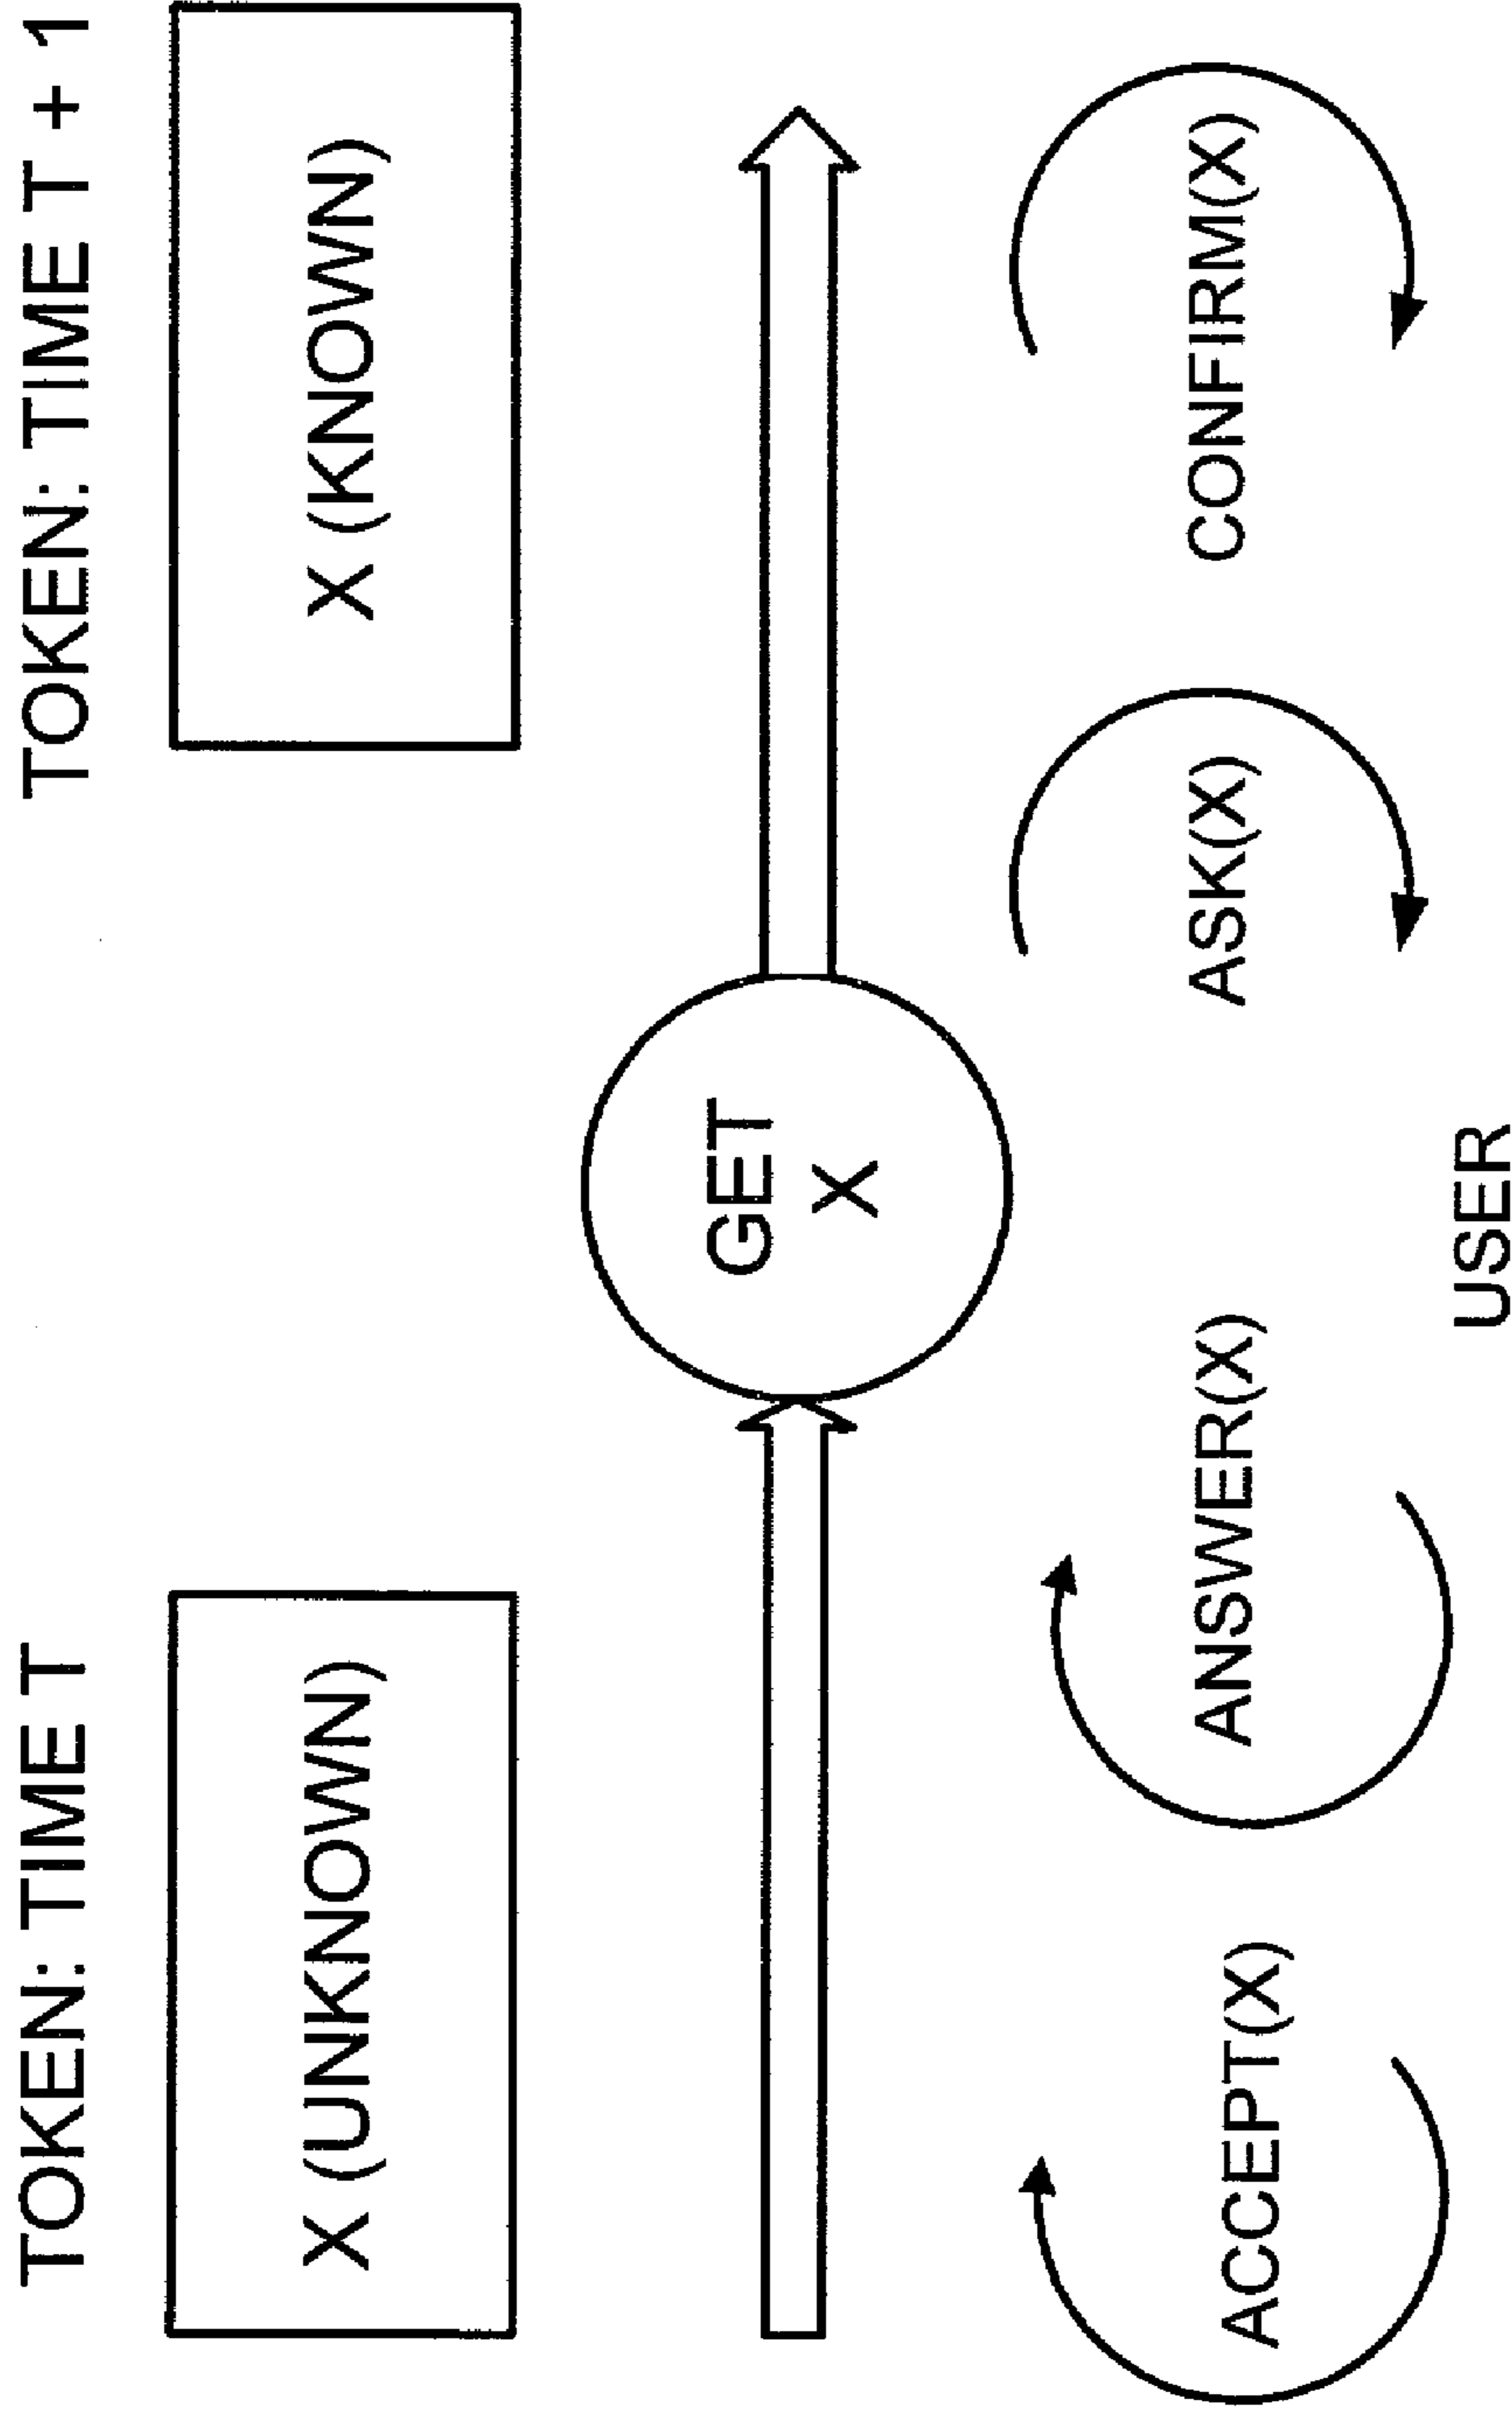 TOKEN: TIME T
TOKEN: TIME T + 1
X (UNKNOWN)
X (KNOWN)
GET
X
ACCEPT(X)
ANSWER(X)
ASK(X)
CONFIRM(X)
USER